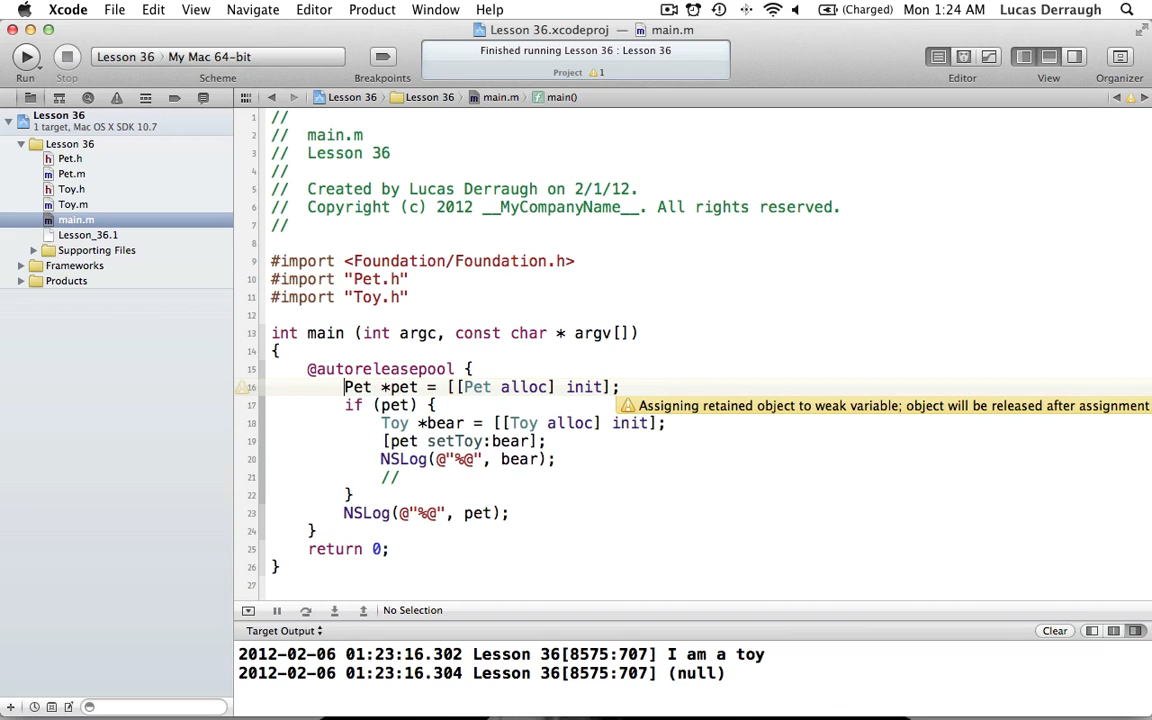 Xcode File Edit View Navigate Editor Product Window Help (Charged) Mon 1:24 AM Lucas Derraugh
Lesson 36.xcodeproj — main.m
Lesson 36 › My Mac 64-bit
Finished running Lesson 36 : Lesson 36
Project 1
Run Stop Scheme Breakpoints Editor View Organizer
Lesson 36 Lesson 36 main.m main()
Lesson 36
1 target, Mac OS X SDK 10.7
Lesson 36
Pet.h
Pet.m
Toy.h
Toy.m
main.m
Lesson_36.1
Supporting Files
Frameworks
Products
1 //
2 // main.m
3 // Lesson 36
4 //
5 // Created by Lucas Derraugh on 2/1/12.
6 // Copyright (c) 2012 __MyCompanyName__. All rights reserved.
7 //
8
9 #import <Foundation/Foundation.h>
10 #import "Pet.h"
11 #import "Toy.h"
12
13 int main (int argc, const char * argv[])
14 {
15 @autoreleasepool {
16 Pet *pet = [[Pet alloc] init];
Assigning retained object to weak variable; object will be released after assignment
17 if (pet) {
18 Toy *bear = [[Toy alloc] init];
19 [pet setToy:bear];
20 NSLog(@"%@", bear);
21 //
22 }
23 NSLog(@"%@", pet);
24 }
25 return 0;
26 }
27
No Selection
Target Output
Clear
2012-02-06 01:23:16.302 Lesson 36[8575:707] I am a toy
2012-02-06 01:23:16.304 Lesson 36[8575:707] (null)